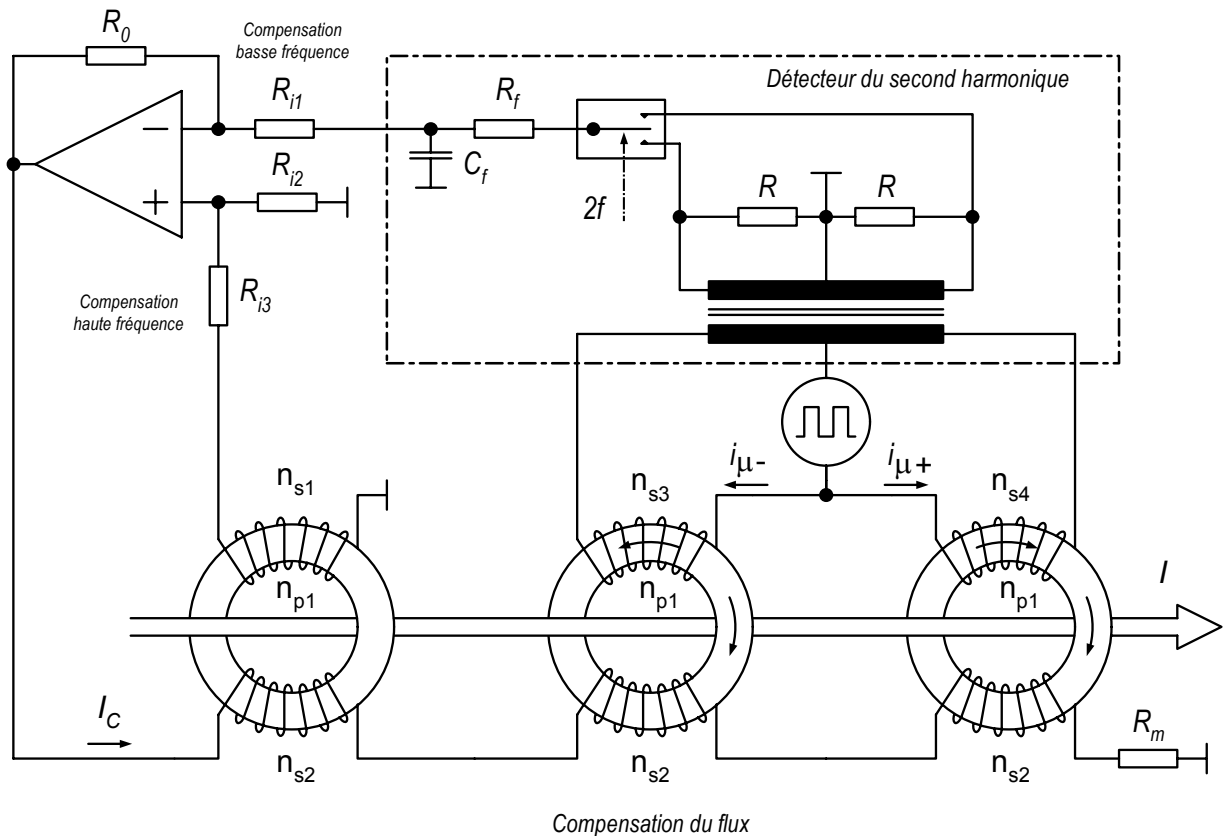 R0
Compensation
basse fréquence
Détecteur du second harmonique
Ri1
Rf
−
Cf
Ri2
+
R
R
2f
Compensation
haute fréquence
Ri3
iμ-
iμ+
ns1
ns3
ns4
I
np1
np1
np1
IC
Rm
ns2
ns2
ns2
Compensation du flux